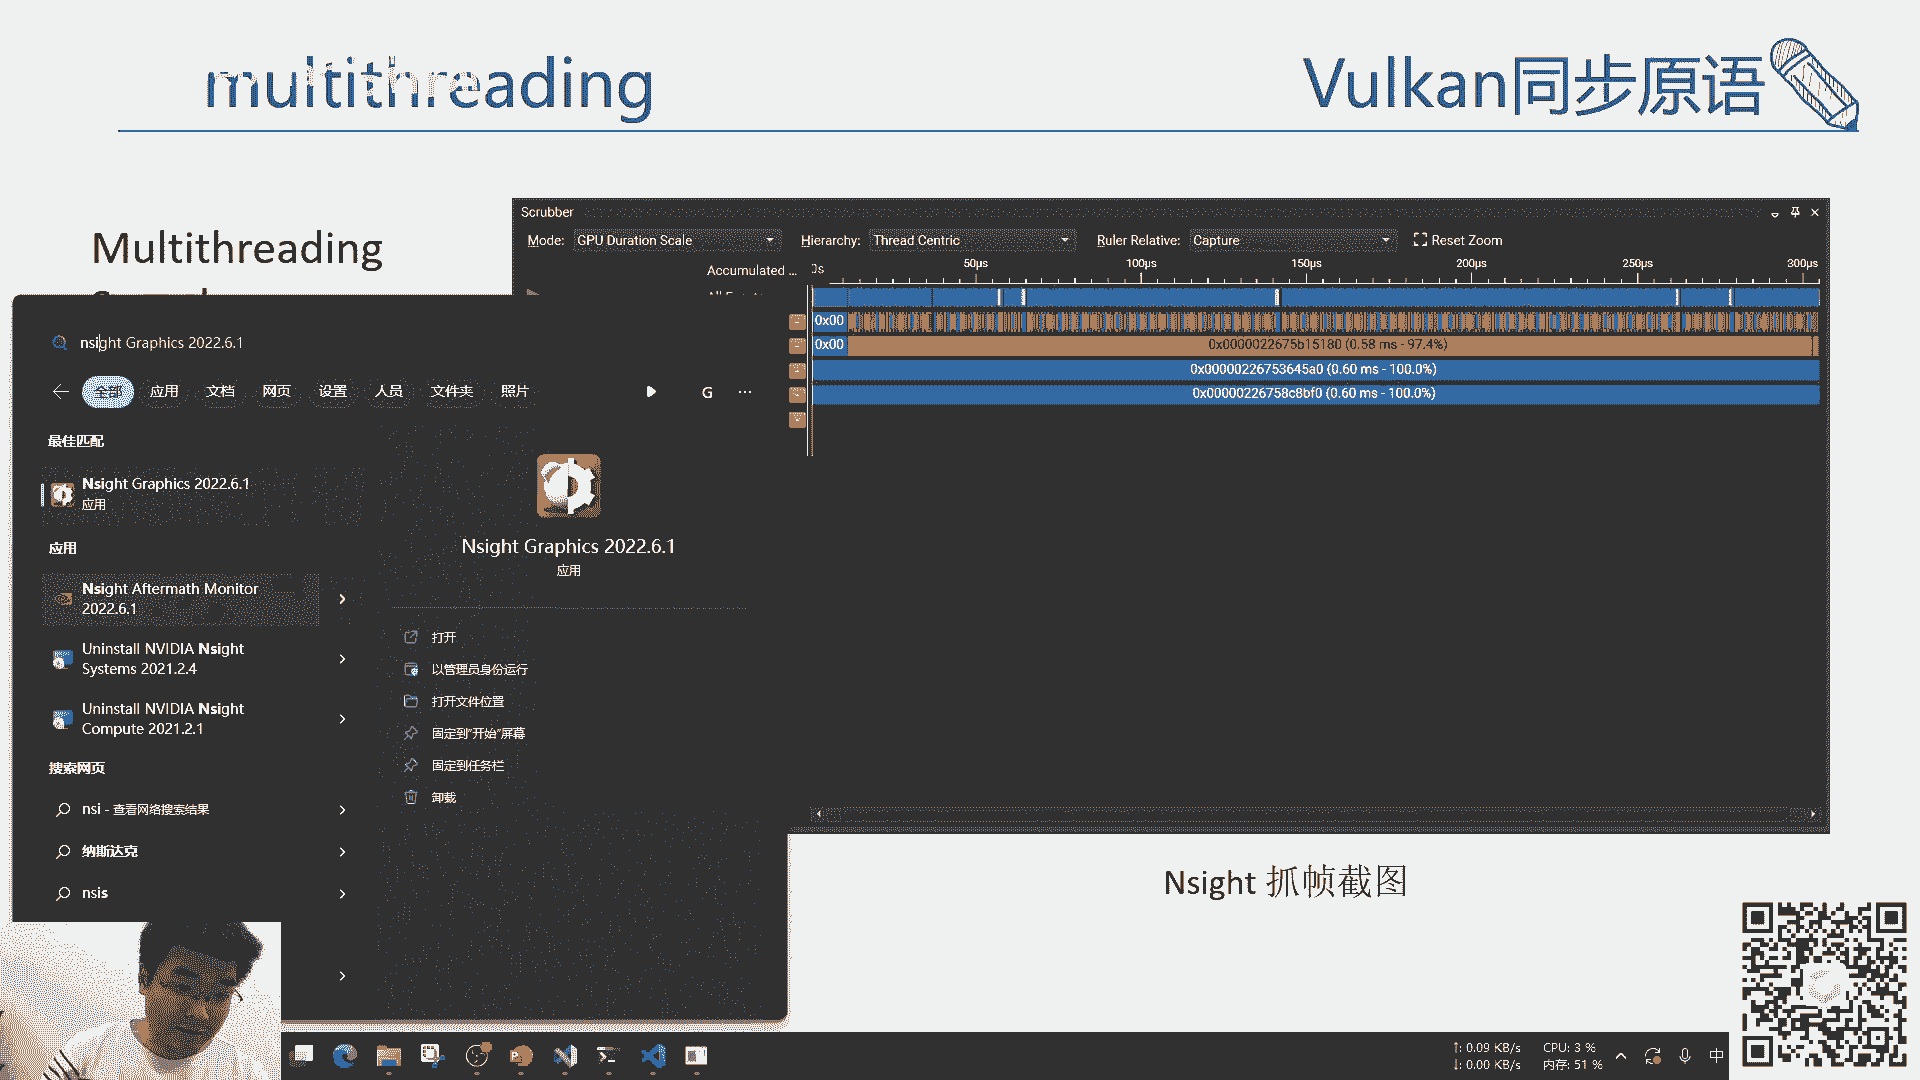 multithreading
Vulkan同步原语
Multithreading
Scrubber
Mode: GPU Duration Scale
Hierarchy: Thread Centric
Ruler Relative: Capture
Reset Zoom
Accumulated ...
0s
50µs
100µs
150µs
200µs
250µs
300µs
0x00
0x00
0x0000022675b15180 (0.58 ms - 97.4%)
0x00000226753645a0 (0.60 ms - 100.0%)
0x00000226758c8bf0 (0.60 ms - 100.0%)
nsight Graphics 2022.6.1
全部
应用
文档
网页
设置
人员
文件夹
照片
G
...
最佳匹配
Nsight Graphics 2022.6.1
应用
应用
Nsight Aftermath Monitor
2022.6.1
Uninstall NVIDIA Nsight
Systems 2021.2.4
Uninstall NVIDIA Nsight
Compute 2021.2.1
搜索网页
nsi - 查看网络搜索结果
纳斯达克
nsis
Nsight Graphics 2022.6.1
应用
打开
以管理员身份运行
打开文件位置
固定到"开始"屏幕
固定到任务栏
卸载
Nsight 抓帧截图
↑: 0.09 KB/s
↓: 0.00 KB/s
CPU: 3 %
内存: 51 %
中